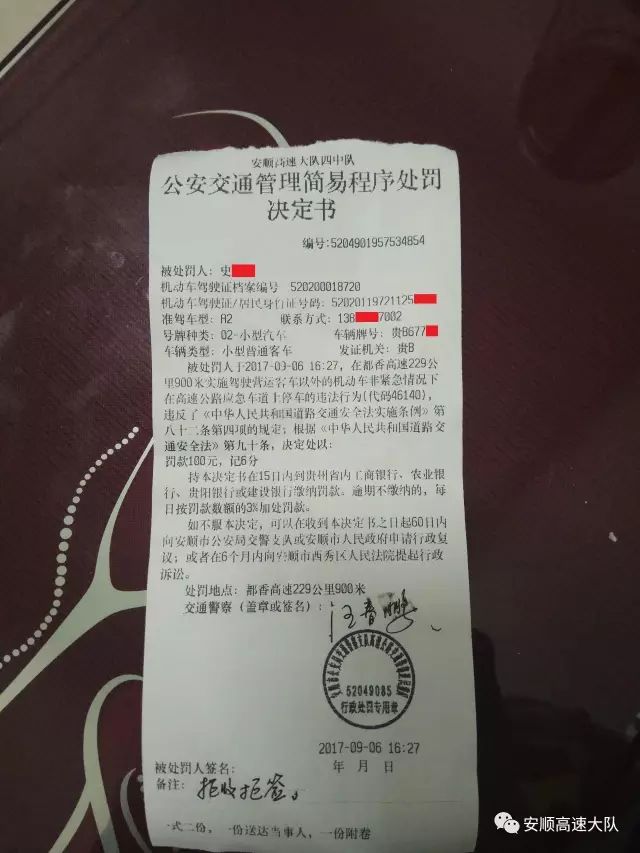 安顺高速大队四中队
公安交通管理简易程序处罚
决定书
编号:5204901957534854
被处罚人: 史
机动车驾驶证档案编号 520200018720
机动车驾驶证/居民身份证号码: 52020119721125
准驾车型: A2 联系方式: 138 7002
号牌种类: 02-小型汽车 车辆牌号: 贵B677
车辆类型: 小型普通客车 发证机关: 贵B
被处罚人于2017-09-06 16:27, 在都香高速229公
里900米实施驾驶营运客车以外的机动车非紧急情况下
在高速公路应急车道上停车的违法行为(代码46140),
违反了《中华人民共和国道路交通安全法实施条例》第
八十二条第四项的规定; 根据《中华人民共和国道路交
通安全法》第九十条, 决定处以:
罚款100元, 记6分
持本决定书在15日内到贵州省内工商银行、农业银
行、贵阳银行或建设银行缴纳罚款。逾期不缴纳的, 每
日按罚款数额的3%加处罚款。
如不服本决定, 可以在收到本决定书之日起60日内
向安顺市公安局交警支队或安顺市人民政府申请行政复
议; 或者在6个月内向安顺市西秀区人民法院提起行政
诉讼。
处罚地点: 都香高速229公里900米
交通警察 (盖章或签名):
汪春鹏
52049085
行政处罚专用章
2017-09-06 16:27
被处罚人签名: 年 月 日
备注: 拒收拒签。
一式二份, 一份送达当事人, 一份附卷
安顺高速大队